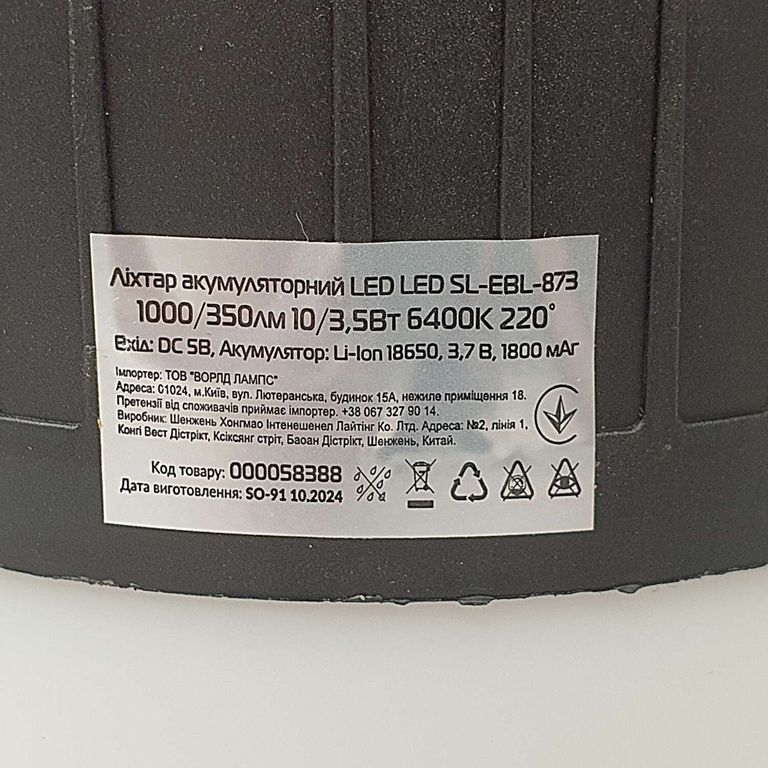 Ліхтар акумуляторний LED LED SL-EBL-873
1000/350лм 10/3,5Вт 6400К 220°
Вхід: DC 5В, Акумулятор: Li-Ion 18650, 3,7 В, 1800 мАг
Імпортер: ТОВ "ВОРЛД ЛАМПС"
Адреса: 01024, м.Київ, вул. Лютеранська, будинок 15А, нежиле приміщення 18.
Претензії від споживачів приймає імпортер. +38 067 327 90 14.
Виробник: Шенжень Хонгмао Інтенешенел Лайтінг Ко. Лтд. Адреса: №2, лінія 1,
Конгі Вест Дістрікт, Ксіксянг стріт, Баоан Дістрікт, Шенжень, Китай.
Код товару: 000058388
Дата виготовлення: SO-91 10.2024